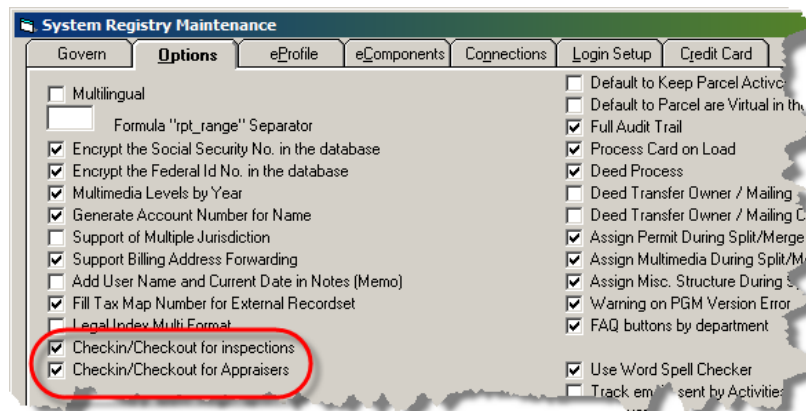 System Registry Maintenance
Govern
Options
eProfile
eComponents
Connections
Login Setup
Credit Card
Multilingual
Formula "rpt_range" Separator
Encrypt the Social Security No. in the database
Encrypt the Federal Id No. in the database
Multimedia Levels by Year
Generate Account Number for Name
Support of Multiple Jurisdiction
Support Billing Address Forwarding
Add User Name and Current Date in Notes (Memo)
Fill Tax Map Number for External Recordset
Legal Index Multi Format
Checkin/Checkout for inspections
Checkin/Checkout for Appraisers
Default to Keep Parcel
Default to Parcel are Virtual in
Full Audit Trail
Process Card on Load
Deed Process
Deed Transfer Owner / Mailing
Deed Transfer Owner / Mailing
Assign Permit During Split/Merge
Assign Multimedia During Split/M
Assign Misc. Structure During
Warning on PGM Version Error
FAQ buttons by department
Use Word Spell Checker
Track sent by